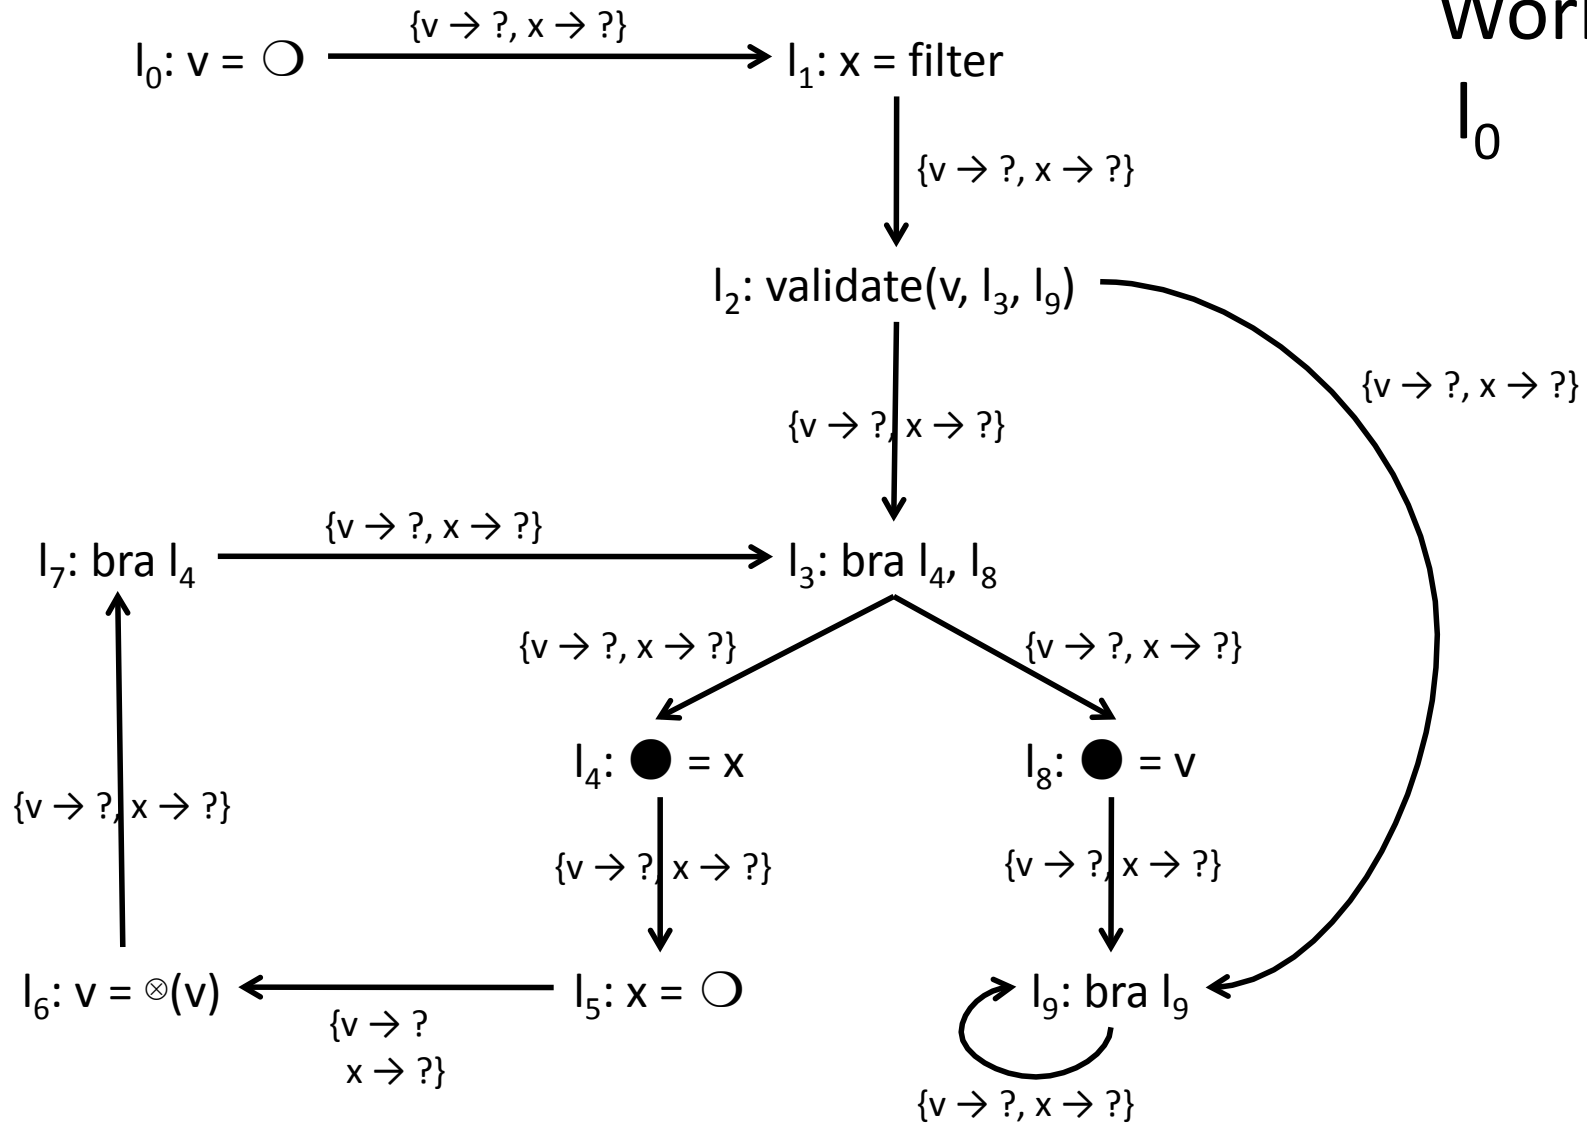 {v → ?, x → ?}
l₀: v = ❍
l₁: x = filter
l₀
{v → ?, x → ?}
l₂: validate(v, l₃, l₉)
{v → ?, x → ?}
{v → ?, x → ?}
{v → ?, x → ?}
l₇: bra l₄
l₃: bra l₄, l₈
{v → ?, x → ?}
{v → ?, x → ?}
l₄: ● = x
l₈: ● = v
{v → ?, x → ?}
{v → ?, x → ?}
{v → ?, x → ?}
l₆: v = ⊗(v)
l₅: x = ❍
l₉: bra l₉
{v → ?
x → ?}
{v → ?, x → ?}